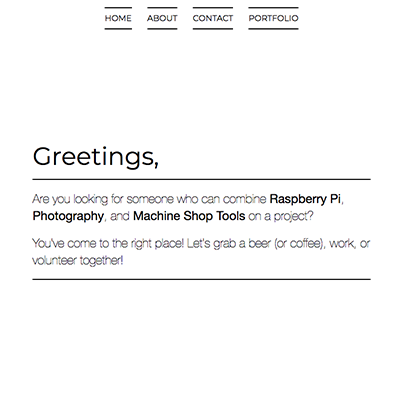 HOME ABOUT CONTACT PORTFOLIO
Greetings,
Are you looking for someone who can combine Raspberry Pi,
Photography, and Machine Shop Tools on a project?
You've come to the right place! Let's grab a beer (or coffee), work, or
volunteer together!